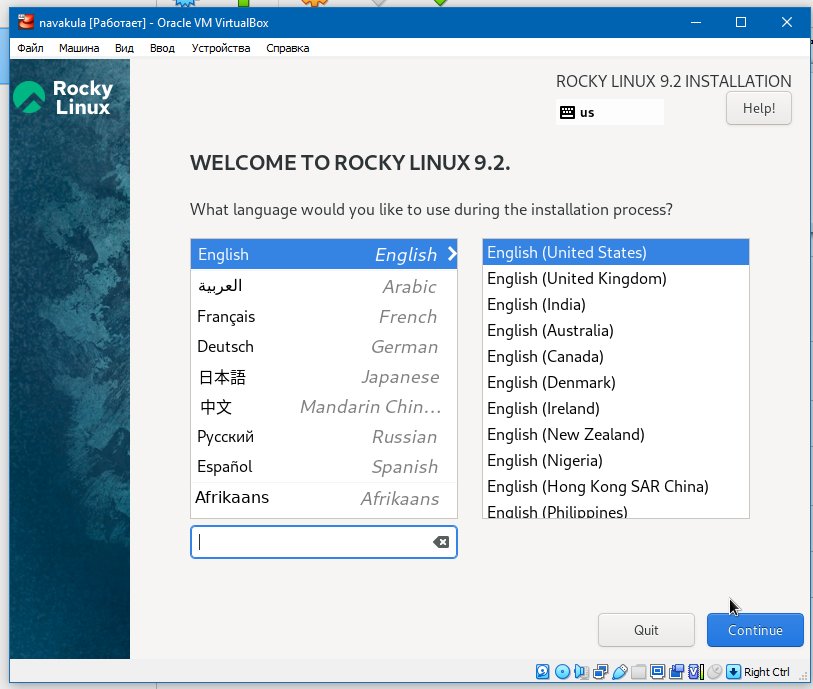 navakula [Работает] - Oracle VM VirtualBox
Файл Машина Вид Ввод Устройства Справка
Rocky
Linux
ROCKY LINUX 9.2 INSTALLATION
us
Help!
WELCOME TO ROCKY LINUX 9.2.
What language would you like to use during the installation process?
English English
العربية Arabic
Français French
Deutsch German
日本語 Japanese
中文 Mandarin Chin...
Русский Russian
Español Spanish
Afrikaans Afrikaans
English (United States)
English (United Kingdom)
English (India)
English (Australia)
English (Canada)
English (Denmark)
English (Ireland)
English (New Zealand)
English (Nigeria)
English (Hong Kong SAR China)
English (Philippines)
Quit
Continue
Right Ctrl